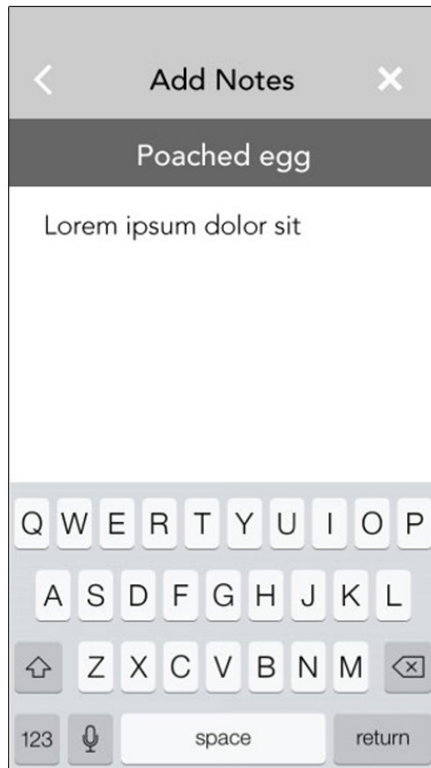 Add Notes
Poached egg
Lorem ipsum dolor sit
Q W E R T Y U I O P
A S D F G H J K L
Z X C V B N M
123 space return